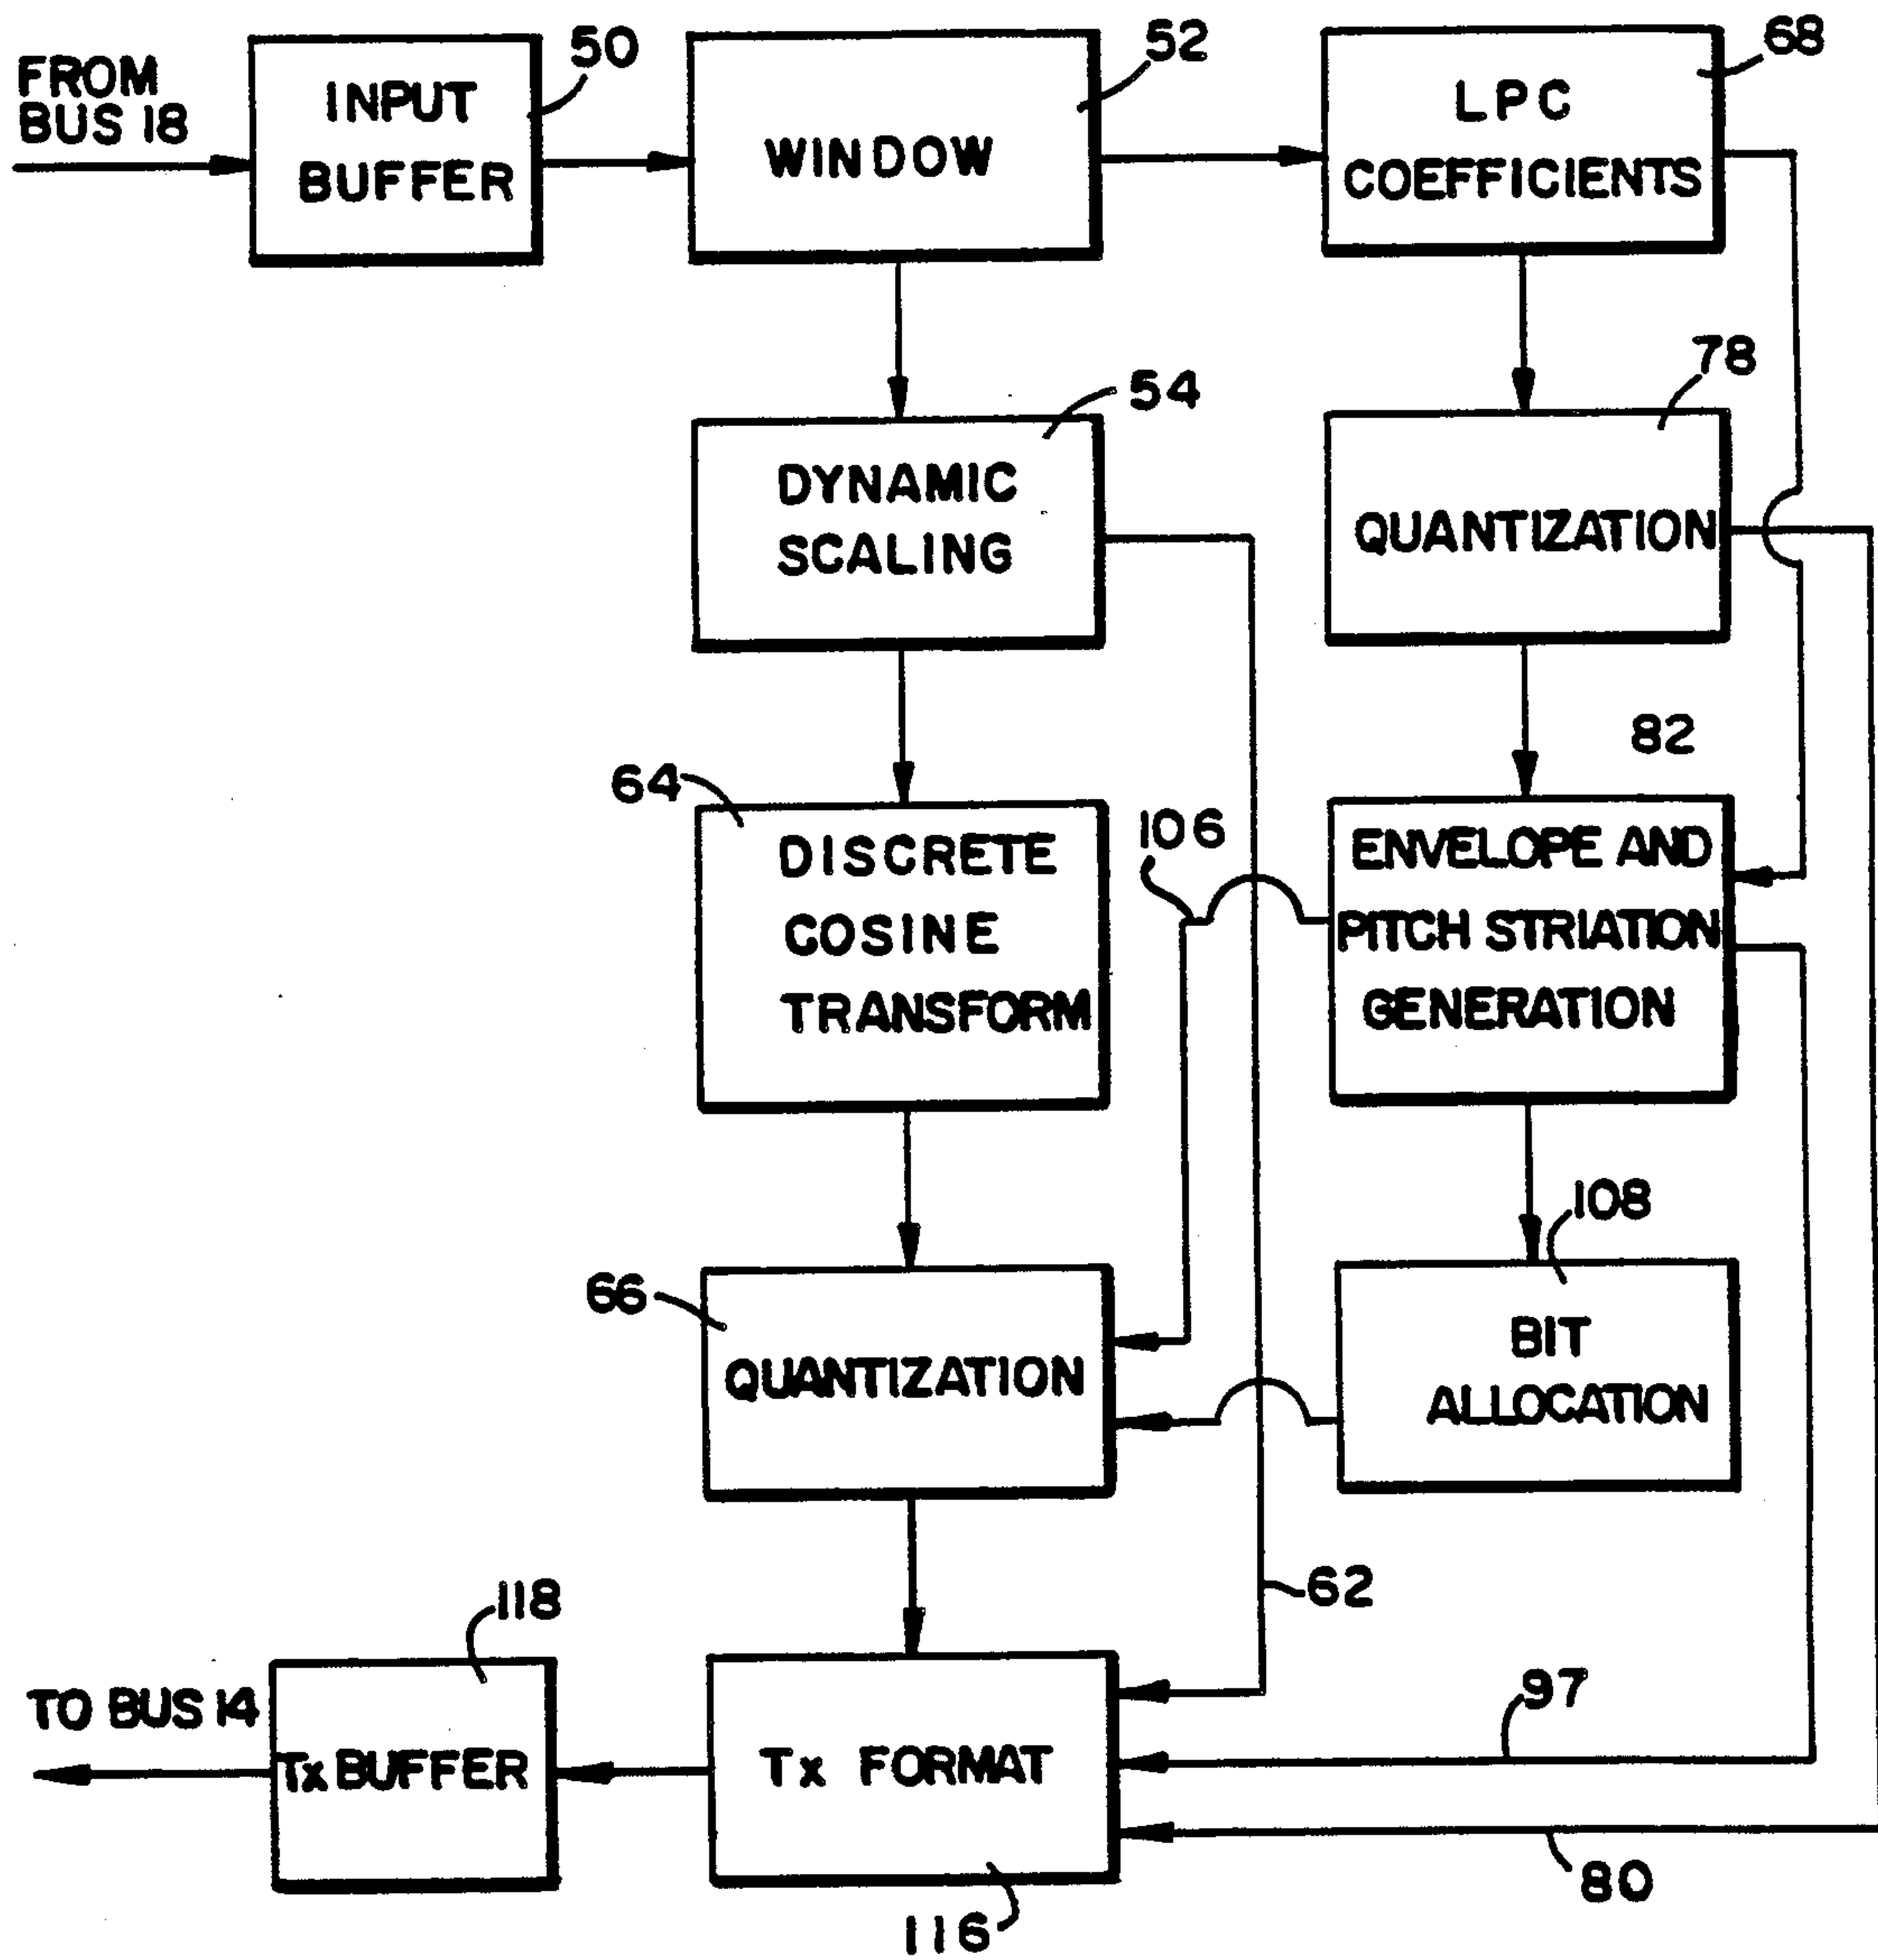 FROM
BUS 18
INPUT
BUFFER
50
WINDOW
52
LPC
COEFFICIENTS
68
DYNAMIC
SCALING
54
QUANTIZATION
78
64
DISCRETE
COSINE
TRANSFORM
106
82
ENVELOPE AND
PITCH STRIATION
GENERATION
66
QUANTIZATION
108
BIT
ALLOCATION
62
118
TO BUS 14
Tx BUFFER
Tx FORMAT
97
80
116